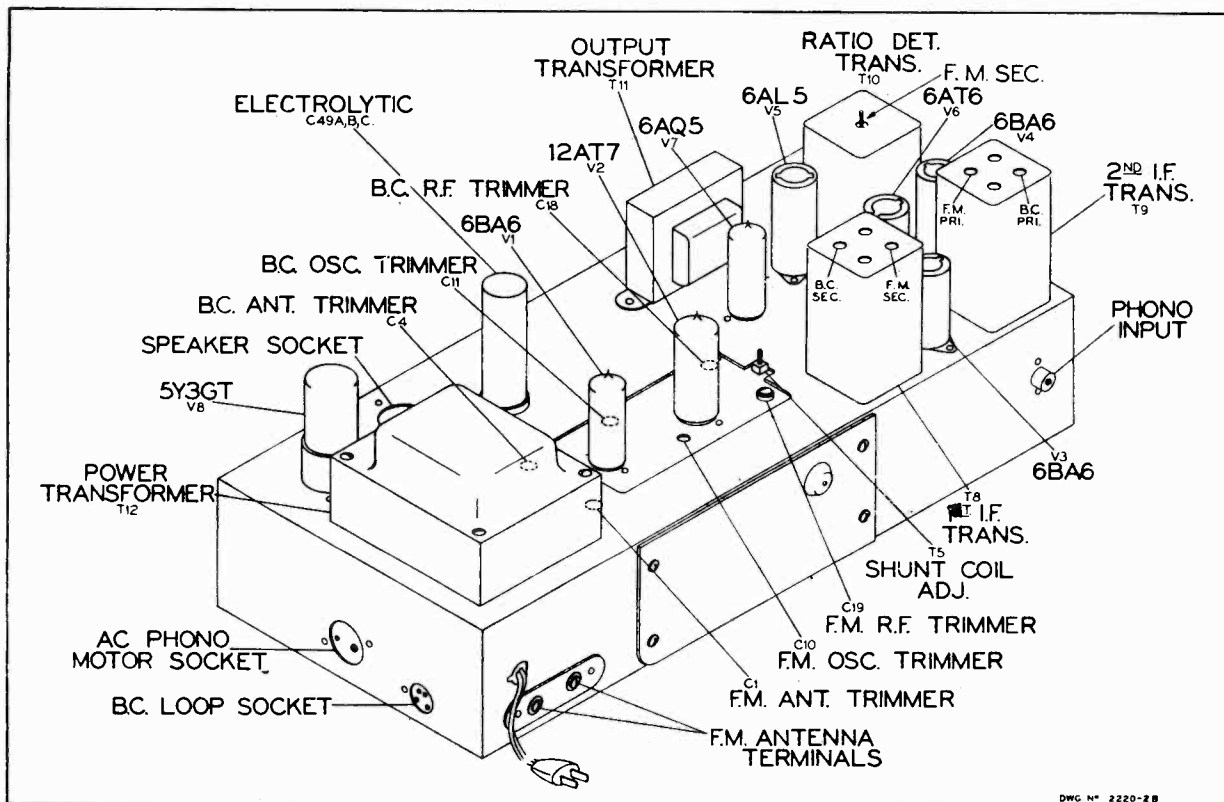 RATIO DET.
TRANS.
T10
F. M. SEC.
OUTPUT
TRANSFORMER
T11
6AL5
V5
6AT6
V6
6BA6
V4
ELECTROLYTIC
C49A,B,C.
6AQ5
V7
12AT7
V2
2ND I.F.
TRANS.
T9
B.C. R.F. TRIMMER
C18
F.M.
PRI.
B.C.
PRI.
6BA6
V1
B.C. OSC. TRIMMER
C11
B.C.
SEC.
F.M.
SEC.
B.C. ANT. TRIMMER
C4
PHONO
INPUT
SPEAKER SOCKET
5Y3GT
V8
V3
6BA6
POWER
TRANSFORMER
T12
T8
I.F.
TRANS.
T5
SHUNT COIL
ADJ.
C19
F.M. R.F. TRIMMER
AC PHONO
MOTOR SOCKET
C10
F.M. OSC. TRIMMER
C1
F.M. ANT. TRIMMER
B.C. LOOP SOCKET
F.M. ANTENNA
TERMINALS
DWG Nº 2220-2B